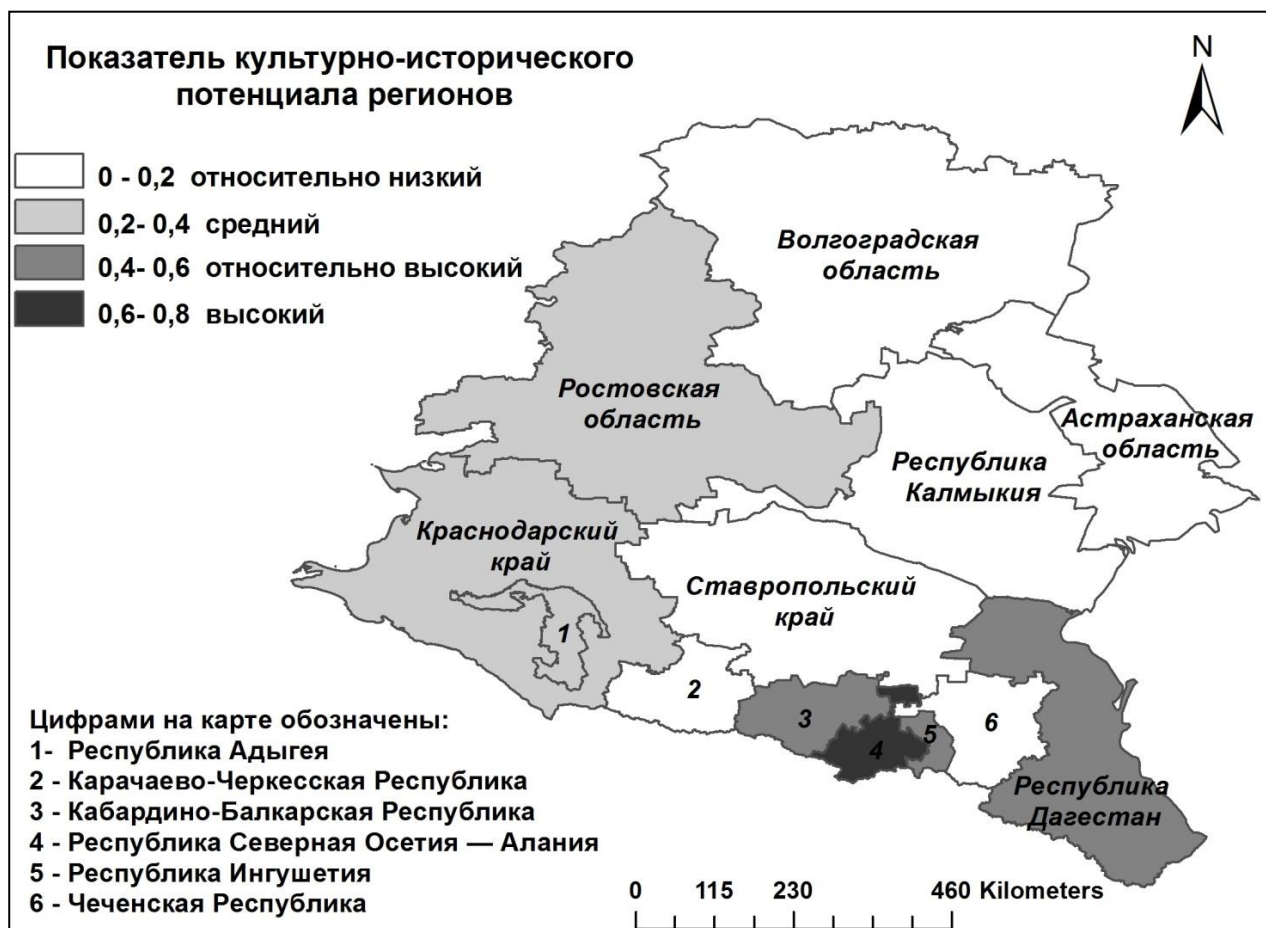 Показатель культурно-исторического
потенциала регионов
N
0 - 0,2 относительно низкий
0,2- 0,4 средний
0,4- 0,6 относительно высокий
0,6- 0,8 высокий
Волгоградская
область
Ростовская
область
Астраханская
область
Республика
Калмыкия
Краснодарский
край
Ставропольский
край
1
2
3
4
5
6
Республика
Дагестан
Цифрами на карте обозначены:
1- Республика Адыгея
2 - Карачаево-Черкесская Республика
3 - Кабардино-Балкарская Республика
4 - Республика Северная Осетия — Алания
5 - Республика Ингушетия
6 - Чеченская Республика
0 115 230 460 Kilometers